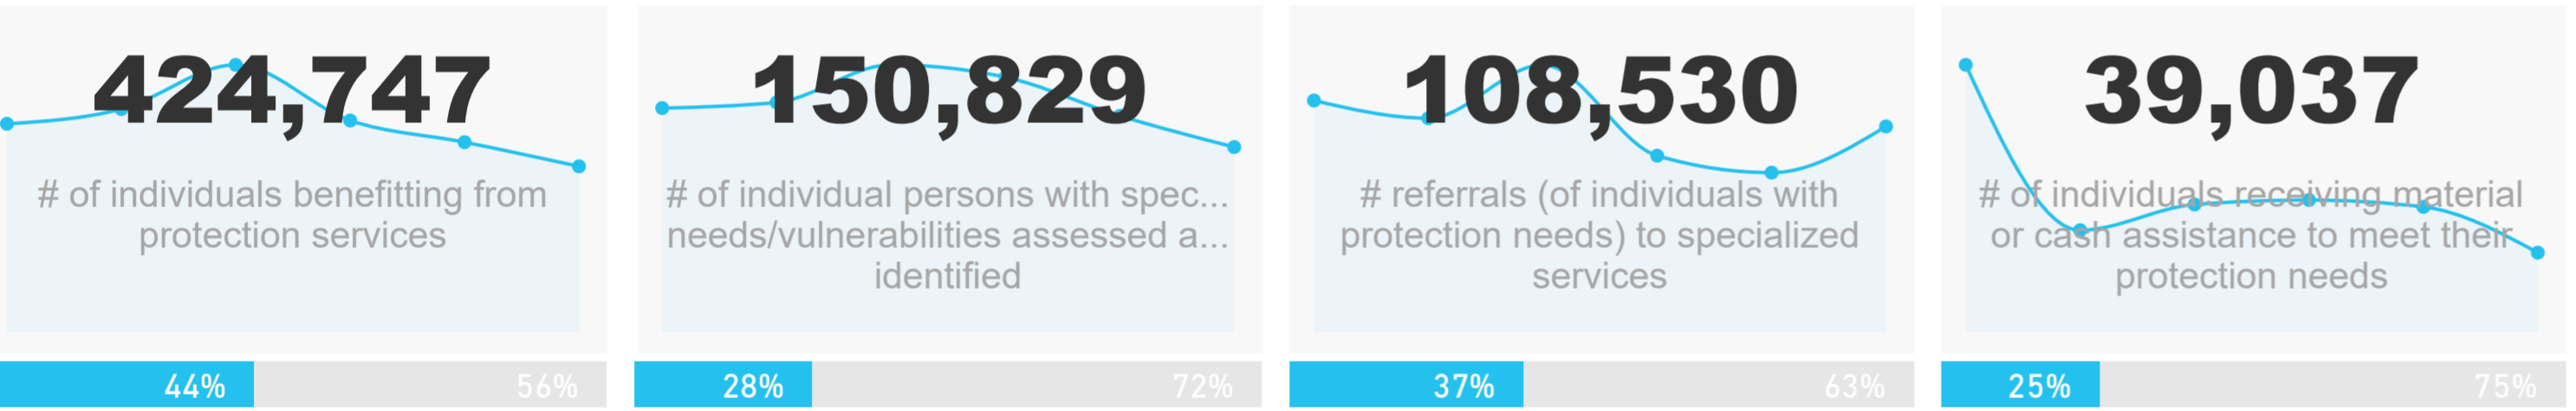 424,747
# of individuals benefitting from
protection services
44%
56%
150,829
# of individual persons with spec...
needs/vulnerabilities assessed a...
identified
28%
72%
108,530
# referrals (of individuals with
protection needs) to specialized
services
37%
63%
39,037
# of individuals receiving material
or cash assistance to meet their
protection needs
25%
75%